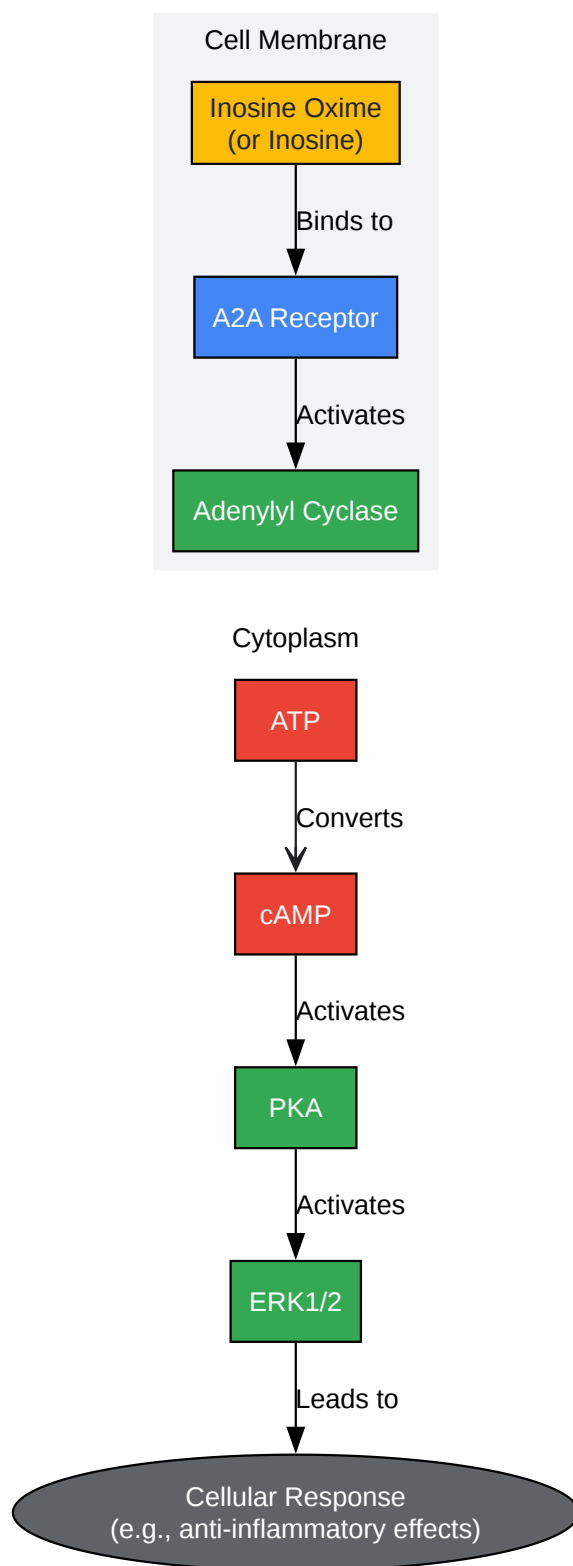 Cell Membrane
Inosine Oxime
(or Inosine)
Binds to
A2A Receptor
Activates
Adenylyl Cyclase
Cytoplasm
ATP
Converts
cAMP
Activates
PKA
Activates
ERK1/2
Leads to
Cellular Response
(e.g., anti-inflammatory effects)